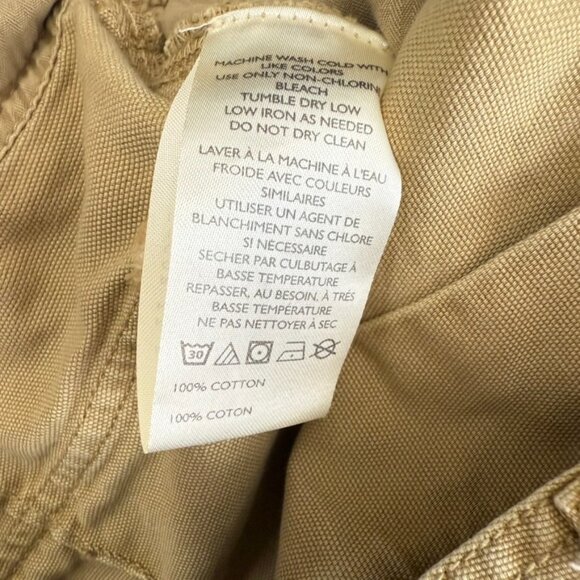 MACHINE WASH COLD WITH
LIKE COLORS
USE ONLY NON-CHLORIN
BLEACH
TUMBLE DRY LOW
LOW IRON AS NEEDED
DO NOT DRY CLEAN
LAVER À LA MACHINE À L'EAU
FROIDE AVEC COULEURS
SIMILAIRES
UTILISER UN AGENT DE
BLANCHIMENT SANS CHLORE
SI NÉCESSAIRE
SECHER PAR CULBUTAGE À
BASSE TEMPERATURE
REPASSER, AU BESOIN. À TRÈS
BASSE TEMPÉRATURE
NE PAS NETTOYER À SEC
30
100% COTTON
100% COTON